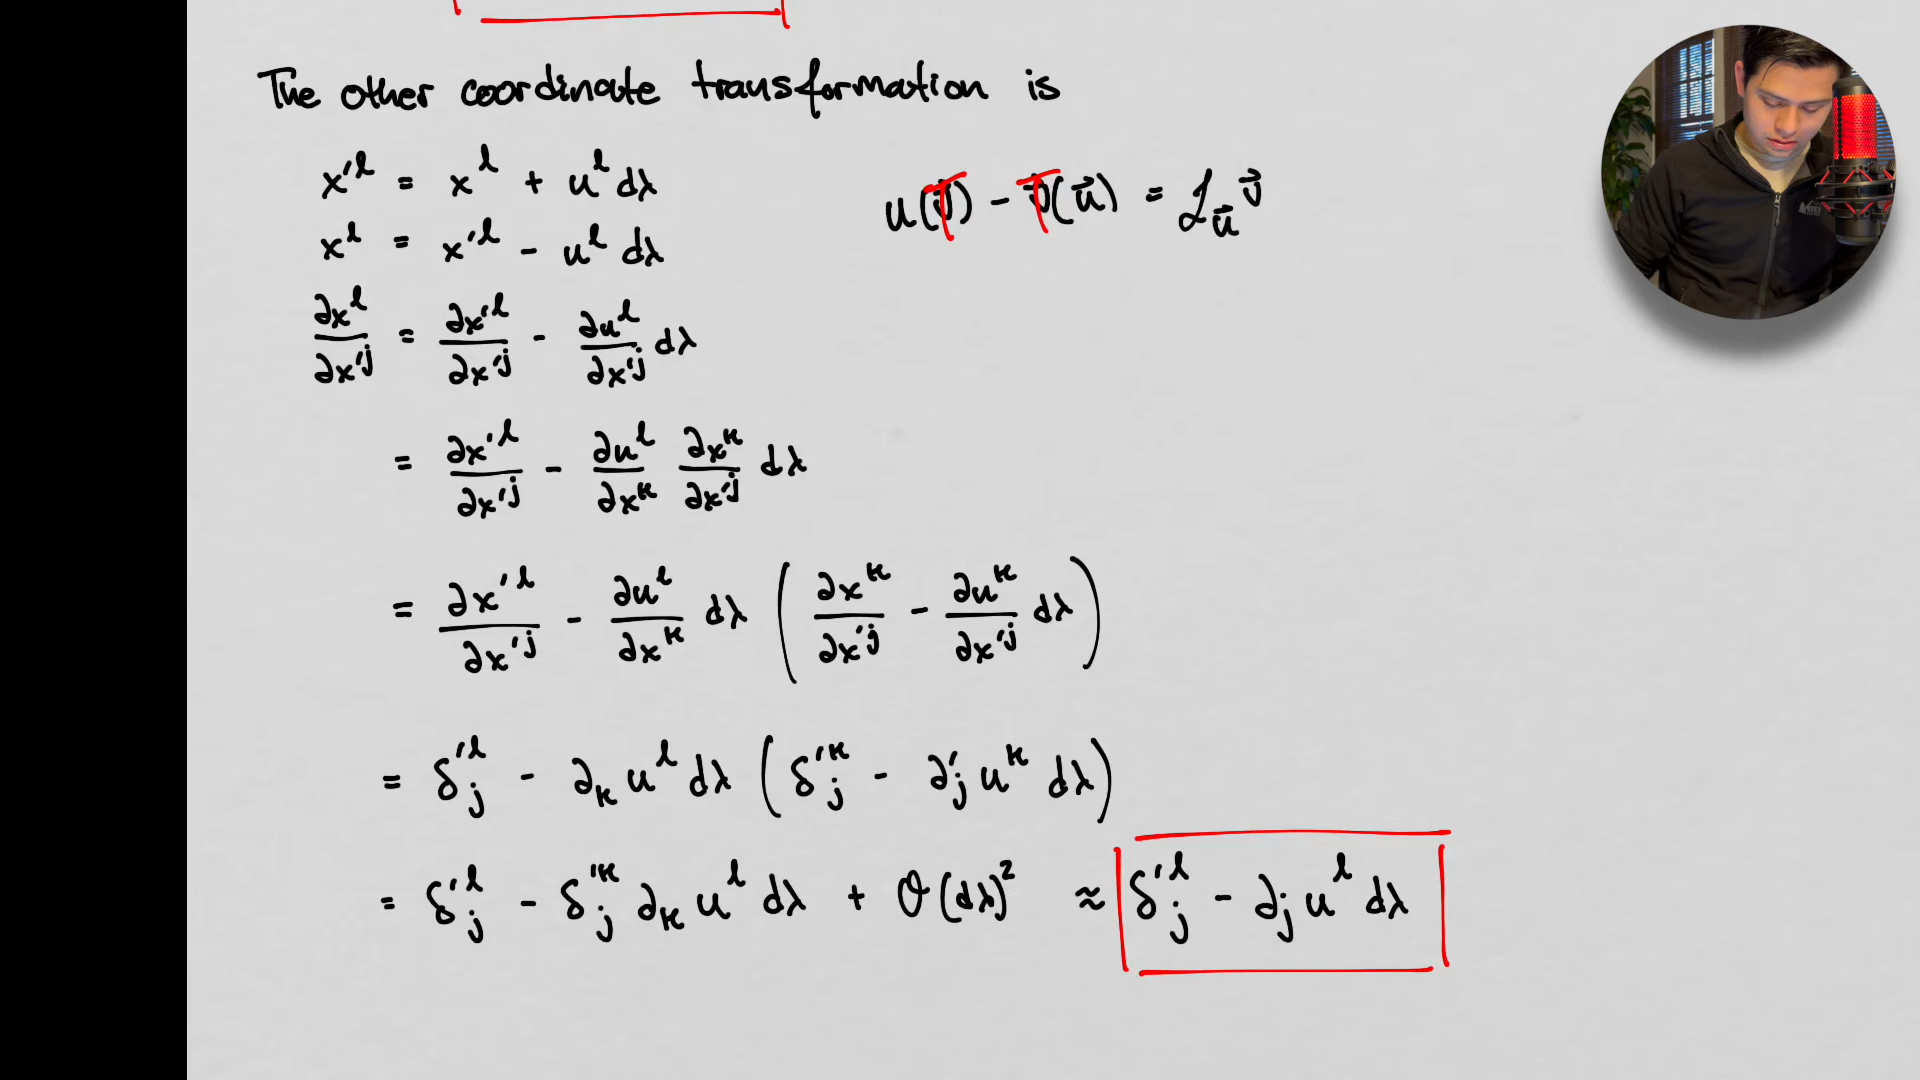 The other coordinate transformation is
x'^l = x^l + u^l dλ
u(v⃗) - v⃗(u⃗) = ℒ_u⃗ v⃗
T T
x^l = x'^l - u^l dλ
∂x^l/∂x'^j = ∂x'^l/∂x'^j - ∂u^l/∂x'^j dλ
= ∂x'^l/∂x'^j - ∂u^l/∂x^k ∂x^k/∂x'^j dλ
= ∂x'^l/∂x'^j - ∂u^l/∂x^k dλ (∂x^k/∂x'^j - ∂u^k/∂x'^j dλ)
= δ'^l_j - ∂_k u^l dλ (δ'^k_j - ∂'_j u^k dλ)
= δ'^l_j - δ'^k_j ∂_k u^l dλ + O(dλ)^2 ≈ δ'^l_j - ∂_j u^l dλ